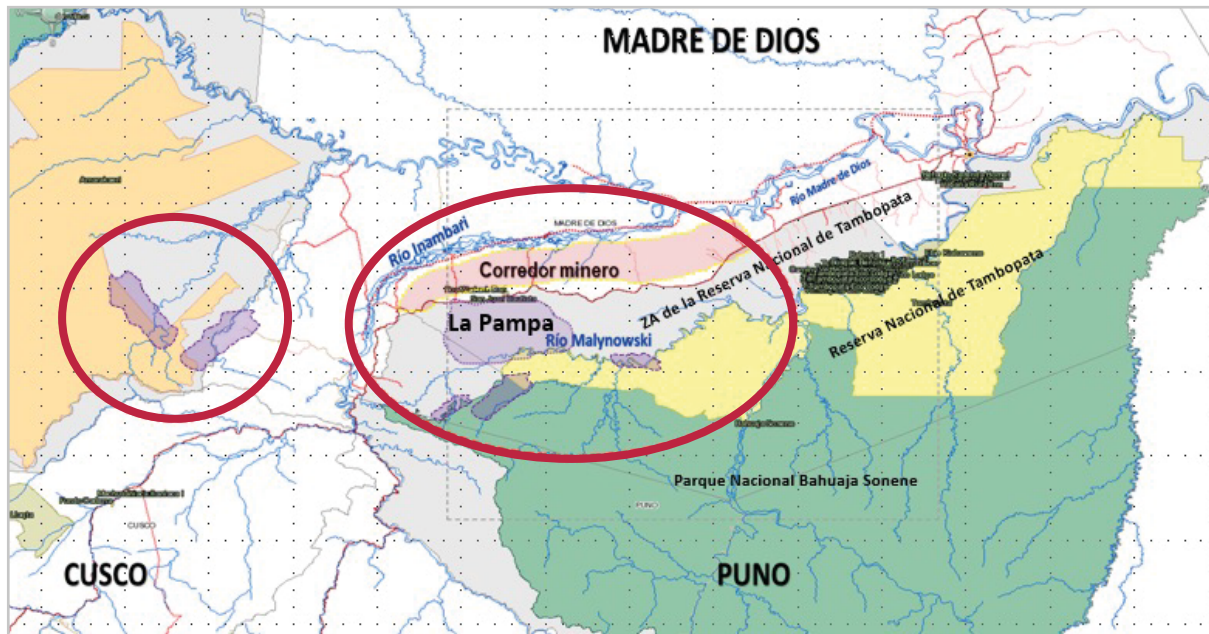 MADRE DE DIOS
Amarakaeri
Río Inambari
MADRE DE DIOS
Río Madre de Dios
Corredor minero
ZA de la Reserva Nacional de Tambopata
La Pampa
Río Malynowski
Reserva Nacional de Tambopata
Bahuaja Sonene
Parque Nacional Bahuaja Sonene
PUNO
CUSCO
CUSCO
PUNO